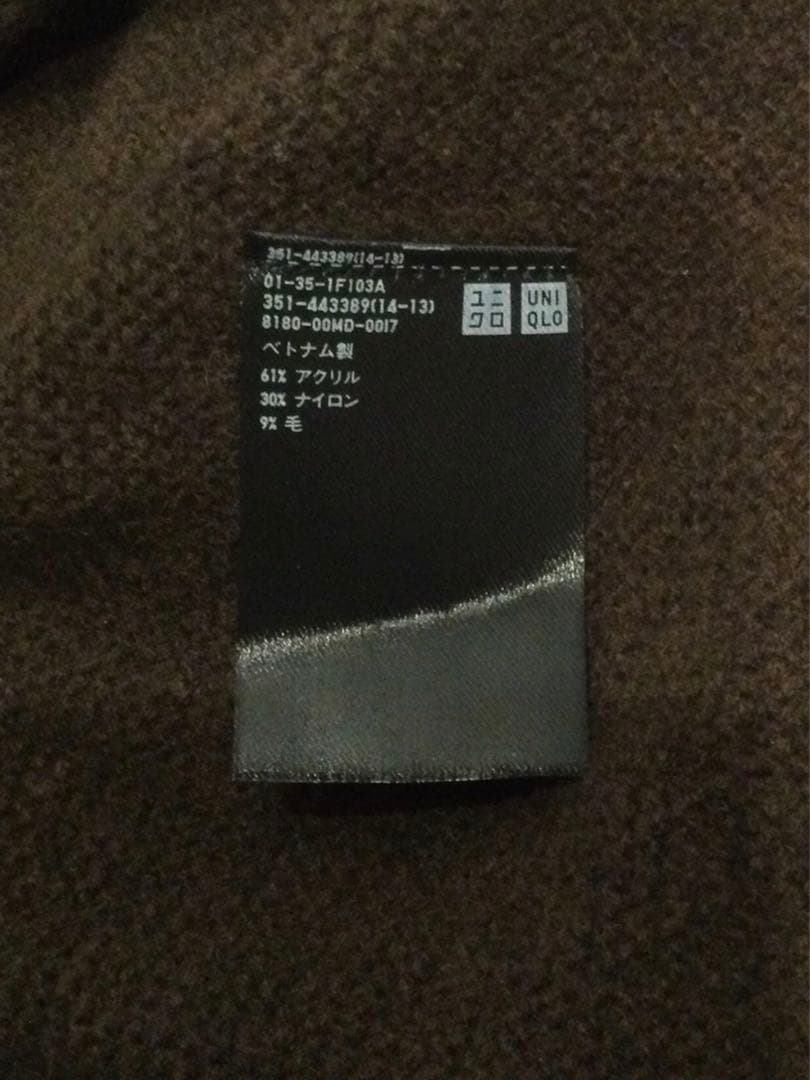 351-443389(14-13)
01-35-1F103A
351-443389(14-13)
8180-00MD-0017
ユニ
クロ
UNI
QLO
ベトナム製
61% アクリル
30% ナイロン
9% 毛